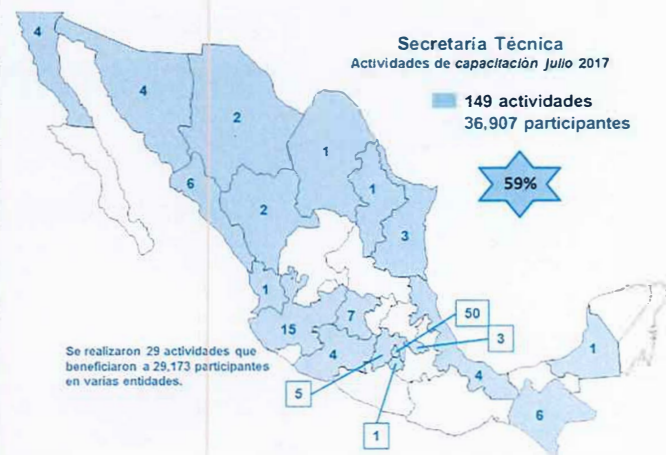 Secretaría Técnica
Actividades de capacitación julio 2017
149 actividades
36,907 participantes
59%
4
4
2
1
6
2
1
3
1
15
7
4
50
3
5
1
4
1
6
Se realizaron 29 actividades que
beneficiaron a 29,173 participantes
en varias entidades.